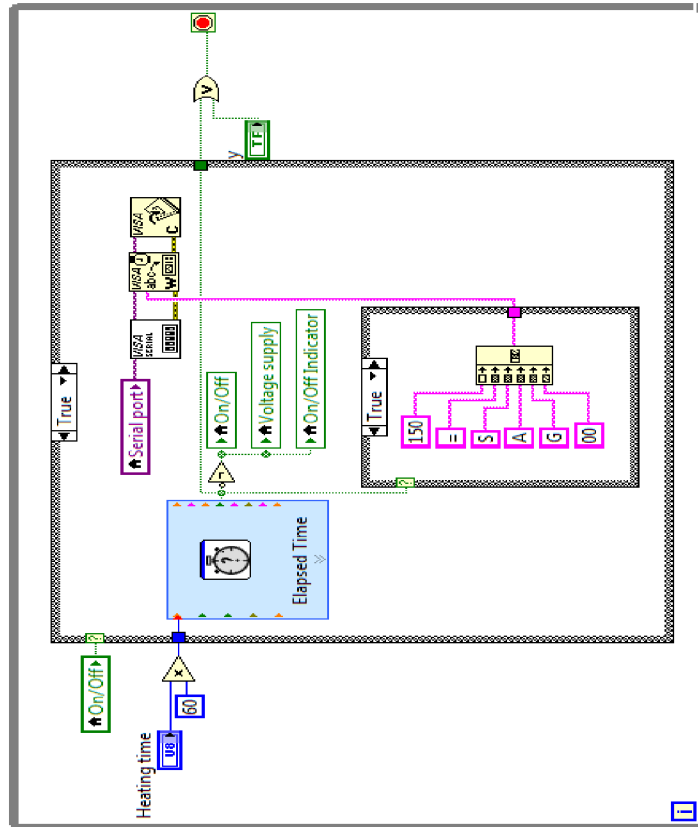 True
On/Off
Serial port
VISA
SERIAL
VISA
abc
W
VISA
C
Heating time
U8
60
x
?
Elapsed Time
On/Off
Voltage supply
On/Off Indicator
y
TF
V
?
True
150
=
S
A
G
00
?
i